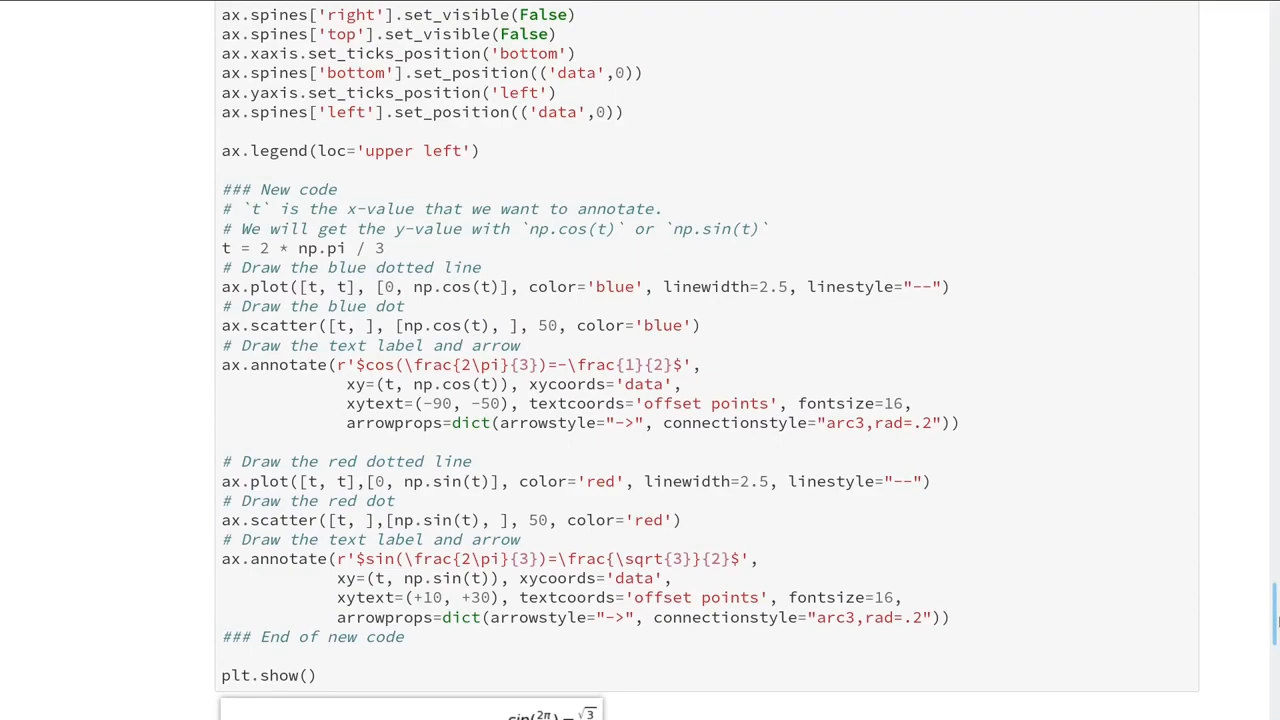 ax.spines['right'].set_visible(False)
ax.spines['top'].set_visible(False)
ax.xaxis.set_ticks_position('bottom')
ax.spines['bottom'].set_position(('data',0))
ax.yaxis.set_ticks_position('left')
ax.spines['left'].set_position(('data',0))
ax.legend(loc='upper left')
### New code
# `t` is the x-value that we want to annotate.
# We will get the y-value with `np.cos(t)` or `np.sin(t)`
t = 2 * np.pi / 3
# Draw the blue dotted line
ax.plot([t, t], [0, np.cos(t)], color='blue', linewidth=2.5, linestyle="--")
# Draw the blue dot
ax.scatter([t, ], [np.cos(t), ], 50, color='blue')
# Draw the text label and arrow
ax.annotate(r'$cos(\frac{2\pi}{3})=-\frac{1}{2}$',
             xy=(t, np.cos(t)), xycoords='data',
             xytext=(-90, -50), textcoords='offset points', fontsize=16,
             arrowprops=dict(arrowstyle="->", connectionstyle="arc3,rad=.2"))
# Draw the red dotted line
ax.plot([t, t],[0, np.sin(t)], color='red', linewidth=2.5, linestyle="--")
# Draw the red dot
ax.scatter([t, ],[np.sin(t), ], 50, color='red')
# Draw the text label and arrow
ax.annotate(r'$sin(\frac{2\pi}{3})=\frac{\sqrt{3}}{2}$',
            xy=(t, np.sin(t)), xycoords='data',
            xytext=(+10, +30), textcoords='offset points', fontsize=16,
            arrowprops=dict(arrowstyle="->", connectionstyle="arc3,rad=.2"))
### End of new code
plt.show()